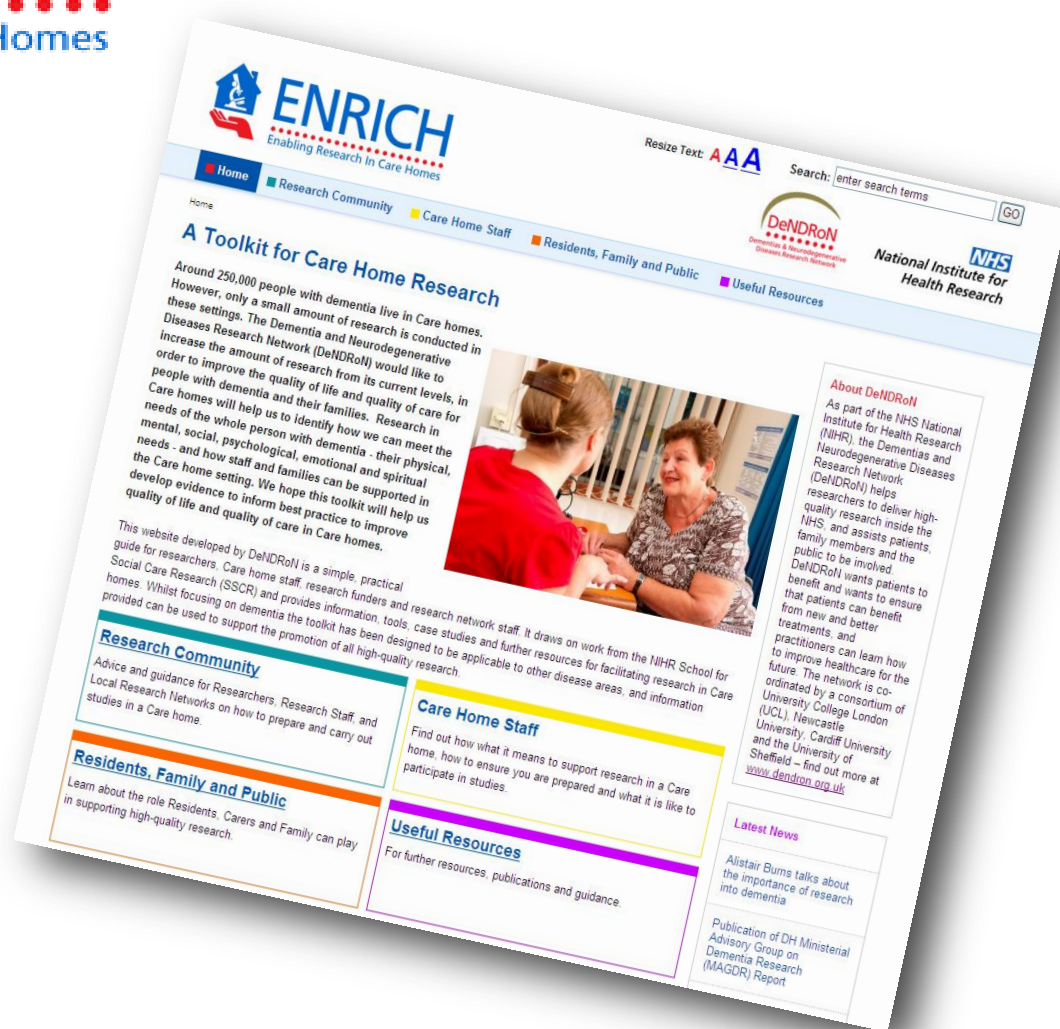 Homes
ENRICH
Enabling Research In Care Homes
Resize Text: A A A
Search: enter search terms GO
DeNDRoN
Dementias & Neurodegenerative
Diseases Research Network
NHS
National Institute for
Health Research
Home
Research Community
Care Home Staff
Residents, Family and Public
Useful Resources
Home
A Toolkit for Care Home Research
Around 250,000 people with dementia live in Care homes.
However, only a small amount of research is conducted in
these settings. The Dementia and Neurodegenerative
Diseases Research Network (DeNDRoN) would like to
increase the amount of research from its current levels, in
order to improve the quality of life and quality of care for
people with dementia and their families. Research in
Care homes will help us to identify how we can meet the
needs of the whole person with dementia - their physical,
mental, social, psychological, emotional and spiritual
needs - and how staff and families can be supported in
the Care home setting. We hope this toolkit will help us
develop evidence to inform best practice to improve
quality of life and quality of care in Care homes.
This website developed by DeNDRoN is a simple, practical
guide for researchers, Care home staff, research funders and research network staff. It draws on work from the NIHR School for
Social Care Research (SSCR) and provides information, tools, case studies and further resources for facilitating research in Care
homes. Whilst focusing on dementia the toolkit has been designed to be applicable to other disease areas, and information
provided can be used to support the promotion of all high-quality research.
Research Community
Advice and guidance for Researchers, Research Staff, and
Local Research Networks on how to prepare and carry out
studies in a Care home.
Care Home Staff
Find out how what it means to support research in a Care
home, how to ensure you are prepared and what it is like to
participate in studies.
Residents, Family and Public
Learn about the role Residents, Carers and Family can play
in supporting high-quality research.
Useful Resources
For further resources, publications and guidance.
About DeNDRoN
As part of the NHS National
Institute for Health Research
(NIHR), the Dementias and
Neurodegenerative Diseases
Research Network
(DeNDRoN) helps
researchers to deliver high-
quality research inside the
NHS, and assists patients,
family members and the
public to be involved.
DeNDRoN wants patients to
benefit and wants to ensure
that patients can benefit
from new and better
treatments, and
practitioners can learn how
to improve healthcare for the
future. The network is co-
ordinated by a consortium of
University College London
(UCL), Newcastle
University, Cardiff University
and the University of
Sheffield – find out more at
www.dendron.org.uk
Latest News
Alistair Burns talks about
the importance of research
into dementia
Publication of DH Ministerial
Advisory Group on
Dementia Research
(MAGDR) Report